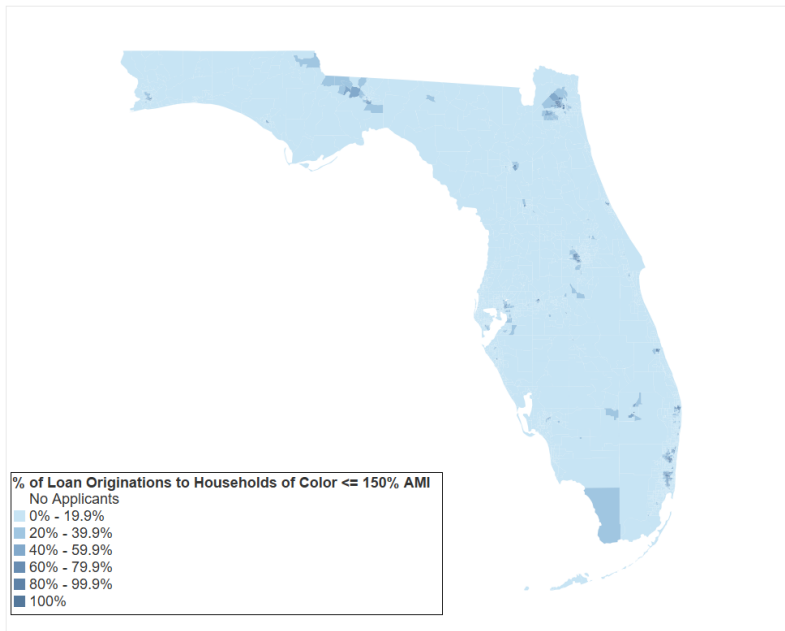 % of Loan Originations to Households of Color <= 150% AMI
No Applicants
0% - 19.9%
20% - 39.9%
40% - 59.9%
60% - 79.9%
80% - 99.9%
100%